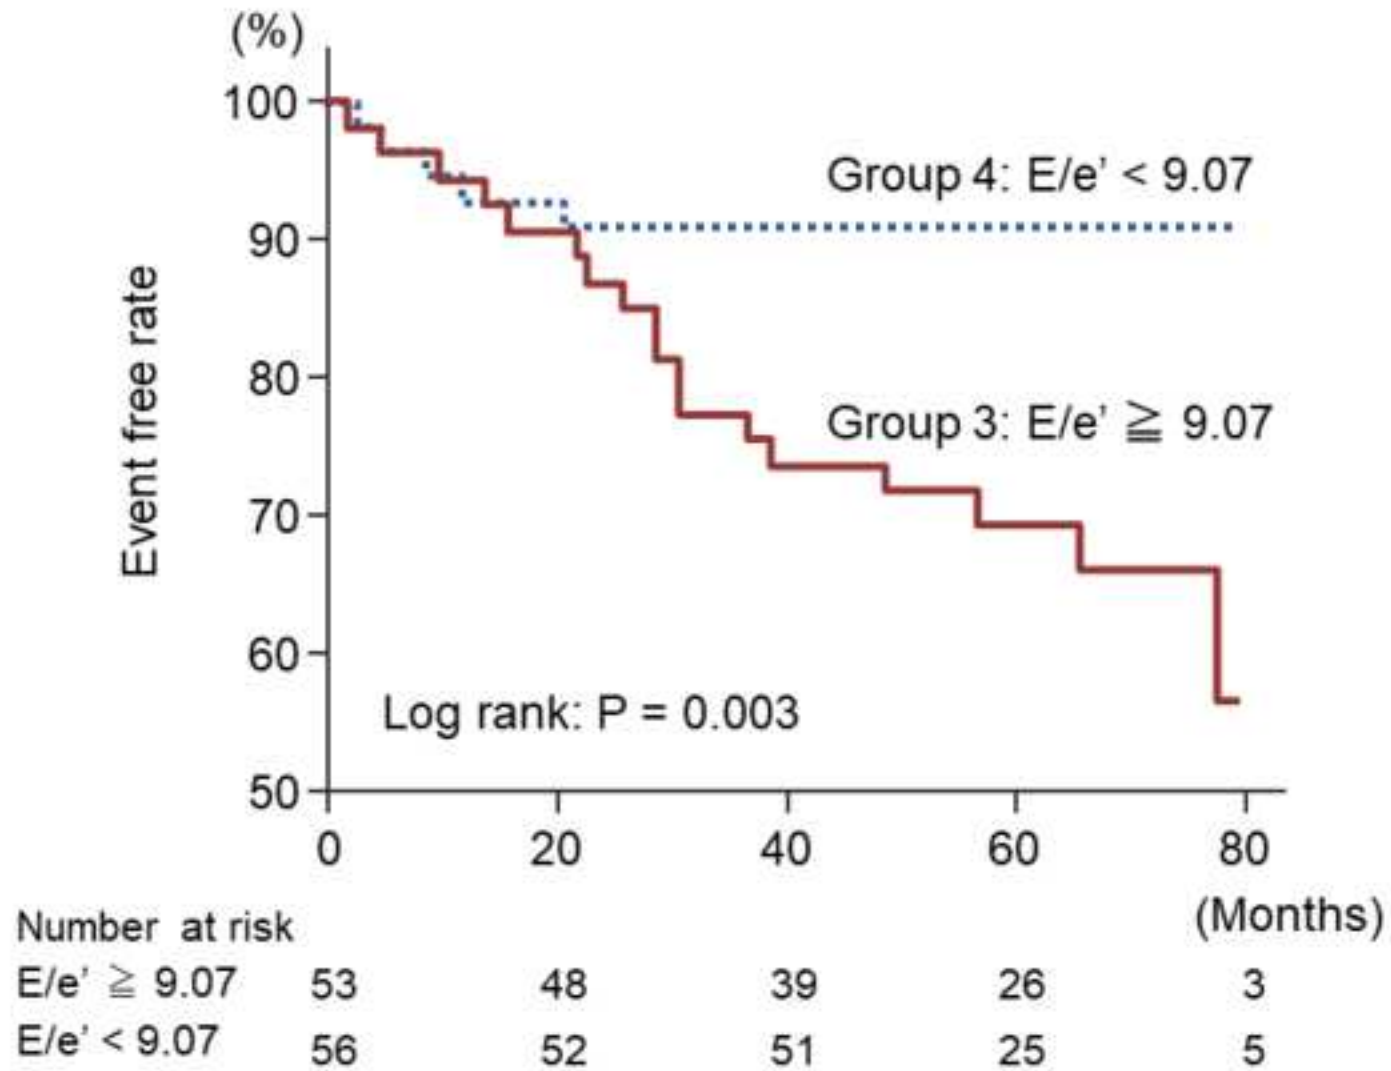 (%)
100
90
80
70
60
50
Event free rate
Group 4: E/e’ < 9.07
Group 3: E/e’ ≧ 9.07
Log rank: P = 0.003
0 20 40 60 80
(Months)
Number at risk
E/e’ ≧ 9.07 53 48 39 26 3
E/e’ < 9.07 56 52 51 25 5